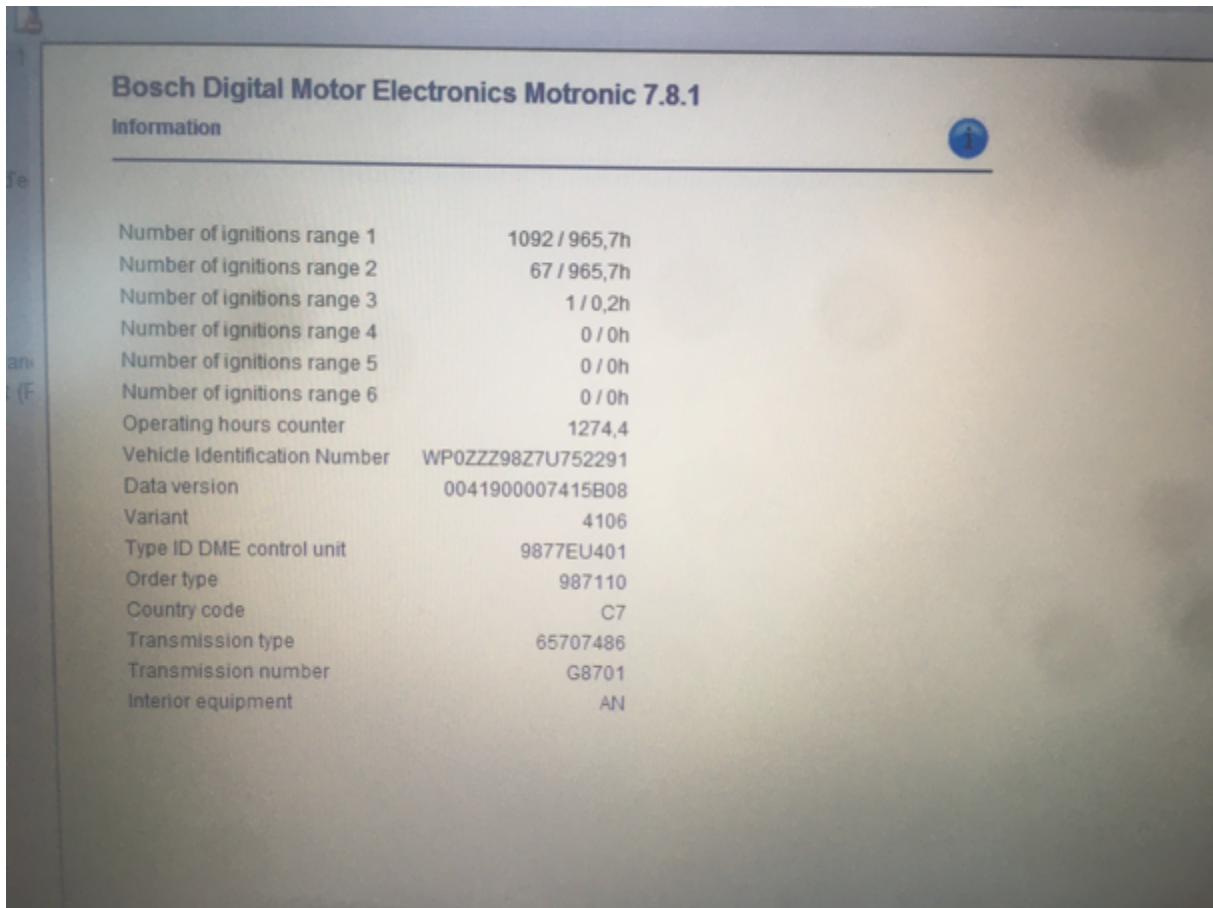 Bosch Digital Motor Electronics Motronic 7.8.1
Information
Number of ignitions range 1 1092 / 965,7h
Number of ignitions range 2 67 / 965,7h
Number of ignitions range 3 1 / 0,2h
Number of ignitions range 4 0 / 0h
Number of ignitions range 5 0 / 0h
Number of ignitions range 6 0 / 0h
Operating hours counter 1274,4
Vehicle Identification Number WP0ZZZ98Z7U752291
Data version 0041900007415B08
Variant 4106
Type ID DME control unit 9877EU401
Order type 987110
Country code C7
Transmission type 65707486
Transmission number G8701
Interior equipment AN